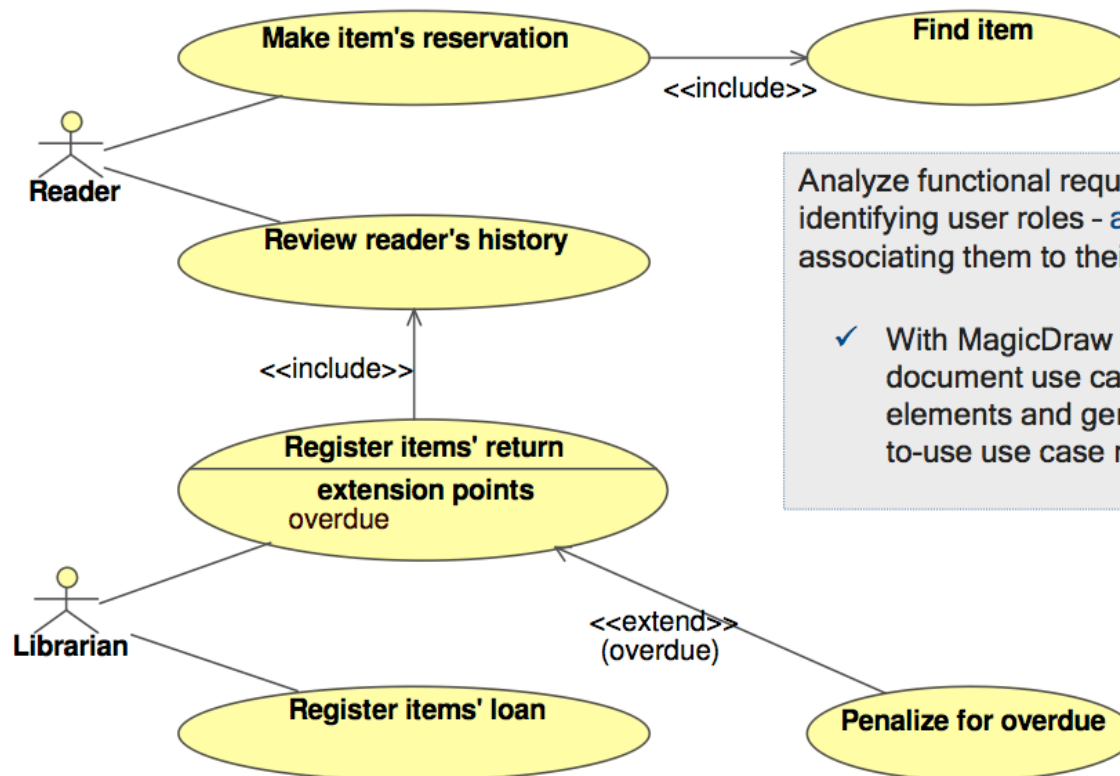 Make item's reservation
Find item
<<include>>
Reader
Analyze functional requ
identifying user roles - a
associating them to thei
Review reader's history
✓ With MagicDraw
document use ca
elements and ge
to-use use case
<<include>>
Register items' return
extension points
overdue
<<extend>>
(overdue)
Librarian
Register items' loan
Penalize for overdue